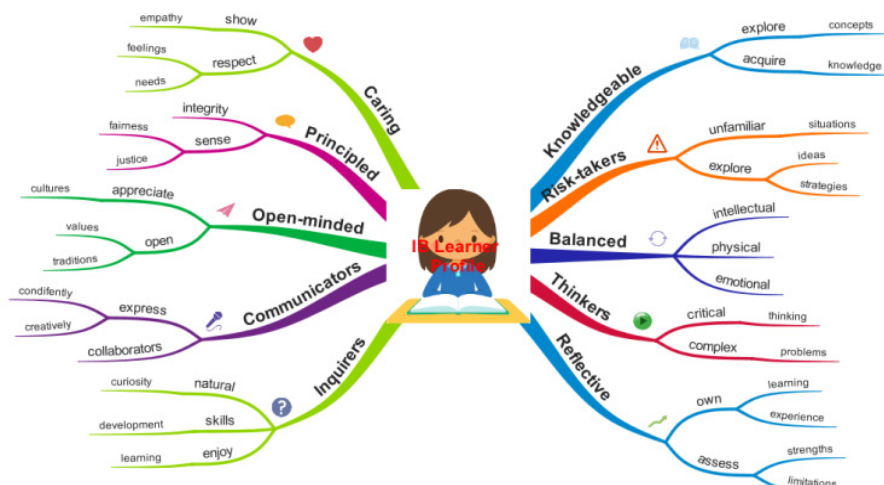 IB Learner
Profile
Caring
show
empathy
respect
feelings
needs
Principled
integrity
sense
fairness
justice
Open-minded
appreciate
cultures
open
values
traditions
Communicators
express
condifently
creatively
collaborators
Inquirers
natural
curiosity
skills
development
enjoy
learning
Knowledgeable
explore
concepts
acquire
knowledge
Risk-takers
unfamiliar
situations
explore
ideas
strategies
Balanced
intellectual
physical
emotional
Thinkers
critical
thinking
complex
problems
Reflective
own
learning
experience
assess
strengths
limitations